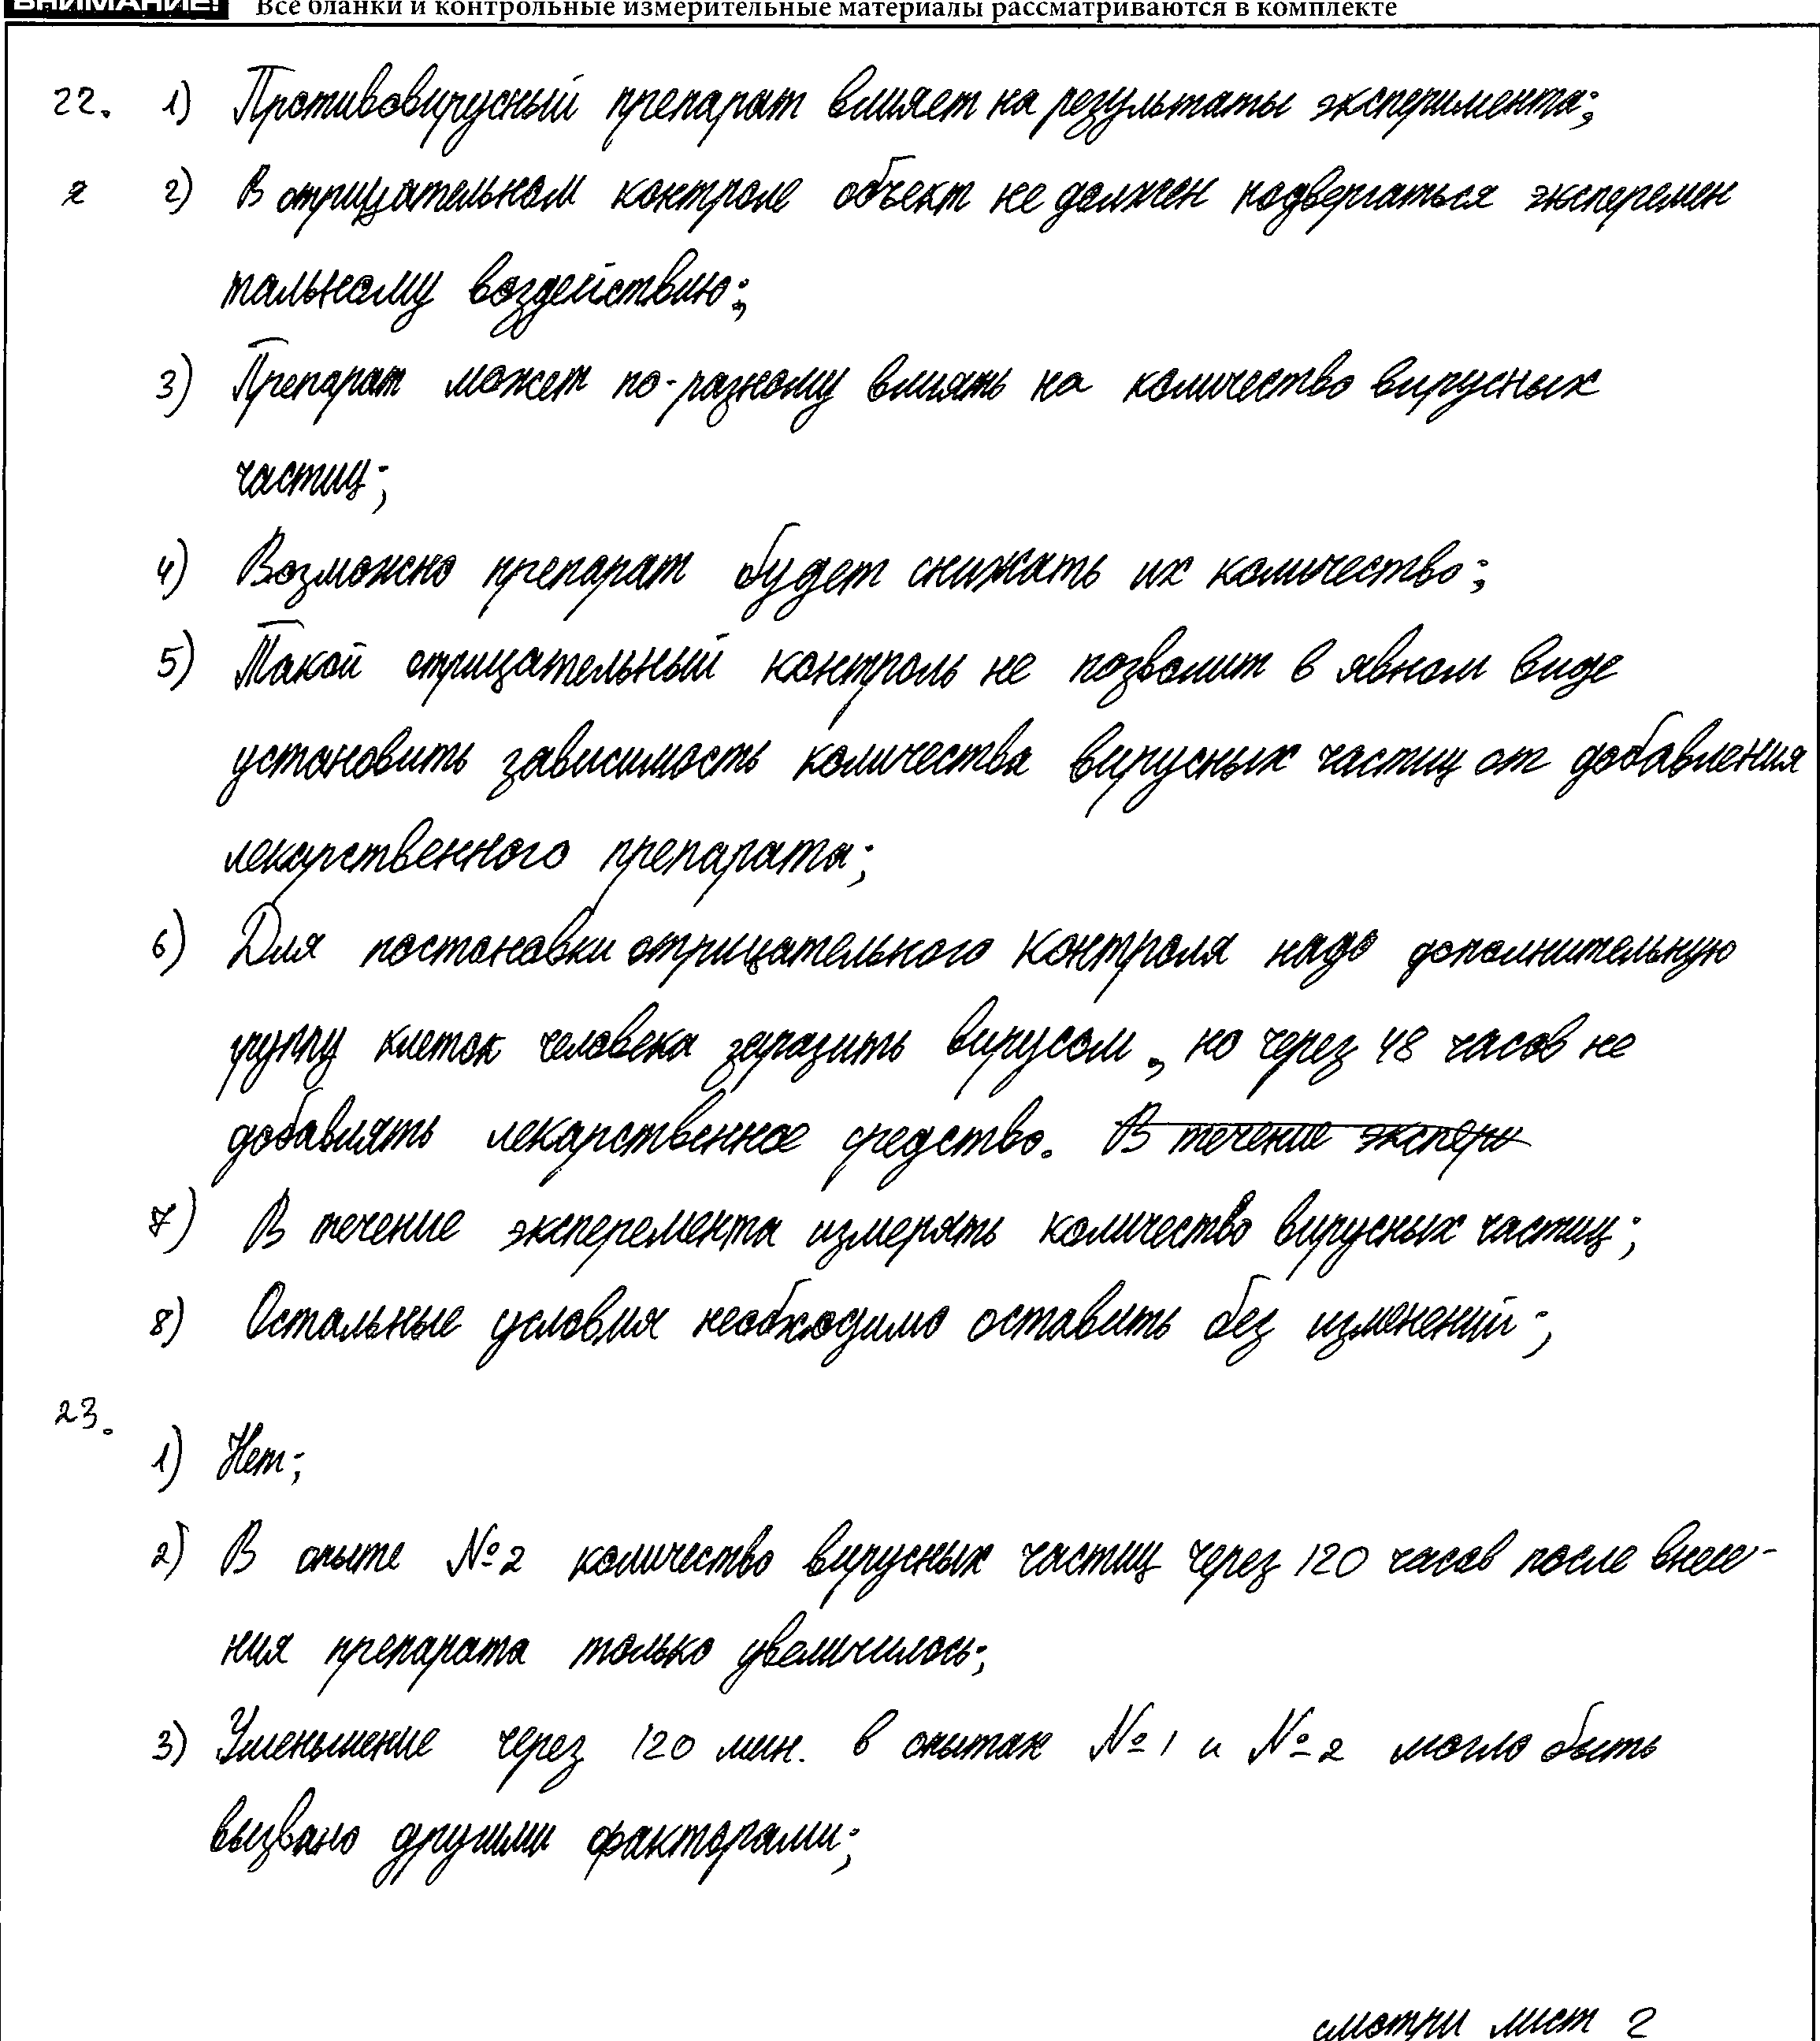 ВНИМАНИЕ! Все бланки и контрольные измерительные материалы рассматриваются в комплекте
22. 1) Противовирусный препарат влияет на результаты эксперимента;
2) В отрицательном контроле объект не должен подвергаться эксперемен
тальному воздействию;
3) Препарат может по-разному влиять на количество вирусных
частиц;
4) Возможно препарат будет снижать их количество;
5) Такой отрицательный контроль не позволит в явном виде
установить зависимость количества вирусных частиц от добавления
лекарственного препарата;
6) Для постановки отрицательного контроля надо дополнительную
группу клеток человека заразить вирусом, но через 48 часов не
добавлять лекарственное средство. В течение экспери
7) В течение эксперемента измерять количество вирусных частиц;
8) Остальные условия необходимо оставить без изменений;
23.
1) Нет;
2) В опыте №2 количество вирусных частиц через 120 часов после внесе-
ния препарата только увеличилось;
3) Уменьшение через 120 мин. в опытах №1 и №2 могло быть
вызвано другими факторами;
смотри лист 2